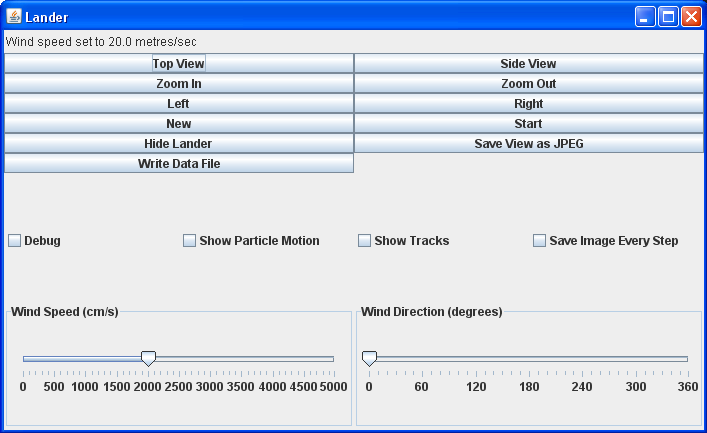 Lander
Wind speed set to 20.0 metres/sec
Top View Side View
Zoom In Zoom Out
Left Right
New Start
Hide Lander Save View as JPEG
Write Data File
Debug Show Particle Motion Show Tracks Save Image Every Step
Wind Speed (cm/s) Wind Direction (degrees)
0 500 1000 1500 2000 2500 3000 3500 4000 4500 5000 0 60 120 180 240 300 360